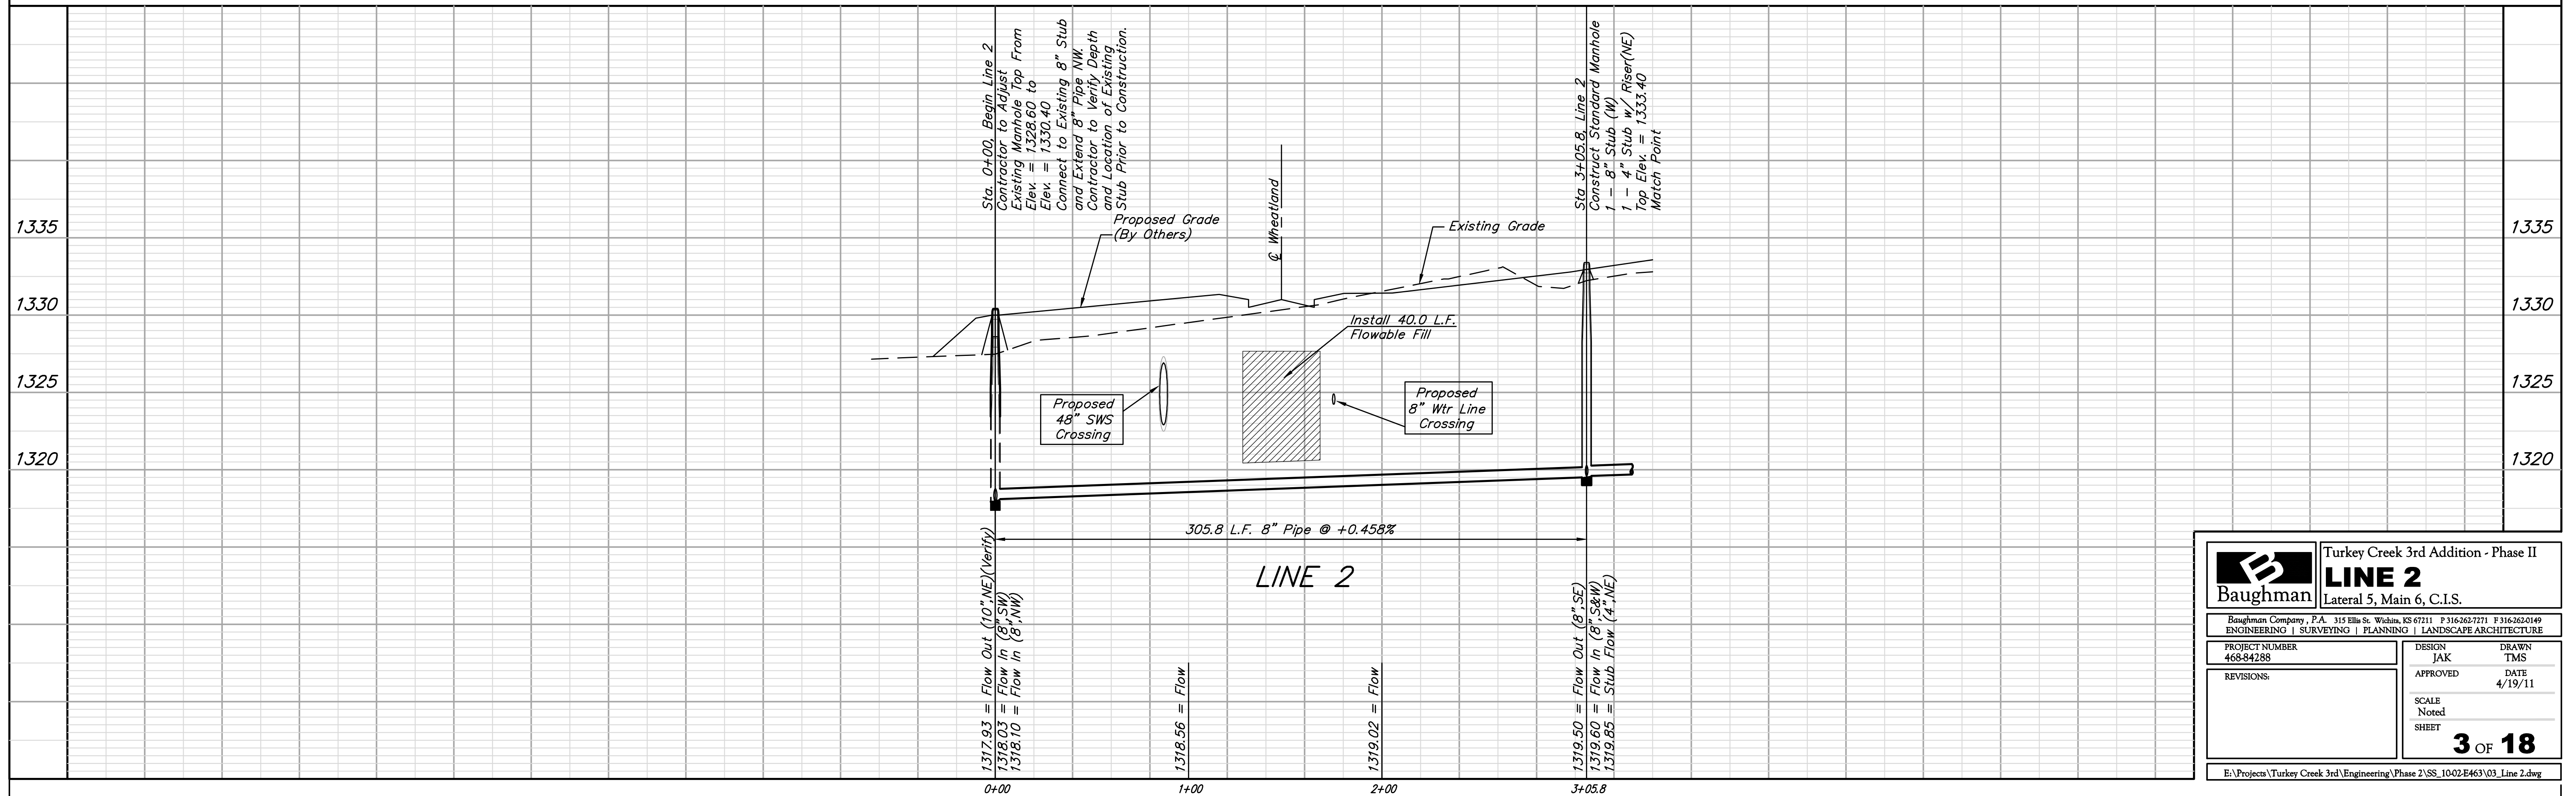 Sta. 0+00, Begin Line 2
Contractor to Adjust
Existing Manhole Top From
Elev. = 1328.60 to
Elev. = 1330.40
Connect to Existing 8" Stub
and Extend 8" Pipe NW.
Contractor to Verify Depth
and Location of Existing
Stub Prior to Construction.
Sta 3+05.8, Line 2
Construct Standard Manhole
1 - 8" Stub (W)
1 - 4" Stub w/ Riser(NE)
Top Elev. = 1333.40
Match Point
℄ Wheatland
Proposed Grade
(By Others)
Existing Grade
1335
1335
1330
1330
Install 40.0 L.F.
Flowable Fill
1325
1325
Proposed
48" SWS
Crossing
Proposed
8" Wtr Line
Crossing
1320
1320
305.8 L.F. 8" Pipe @ +0.458%
LINE 2
1317.93 = Flow Out (10",NE)(Verify)
1318.03 = Flow In (8",SW)
1318.10 = Flow In (8",NW)
1318.56 = Flow
1319.02 = Flow
1319.50 = Flow Out (8",SE)
1319.60 = Flow In (8",S&W)
1319.85 = Stub Flow (4",NE)
0+00
1+00
2+00
3+05.8
Baughman
Turkey Creek 3rd Addition - Phase II
LINE 2
Lateral 5, Main 6, C.I.S.
Baughman Company, P.A. 315 Ellis St. Wichita, KS 67211 P 316-262-7271 F 316-262-0149
ENGINEERING | SURVEYING | PLANNING | LANDSCAPE ARCHITECTURE
PROJECT NUMBER
468-84288
REVISIONS:
DESIGN
JAK
DRAWN
TMS
APPROVED
DATE
4/19/11
SCALE
Noted
SHEET
3 OF 18
E:\Projects\Turkey Creek 3rd\Engineering\Phase 2\SS_10-02-E463\03_Line 2.dwg